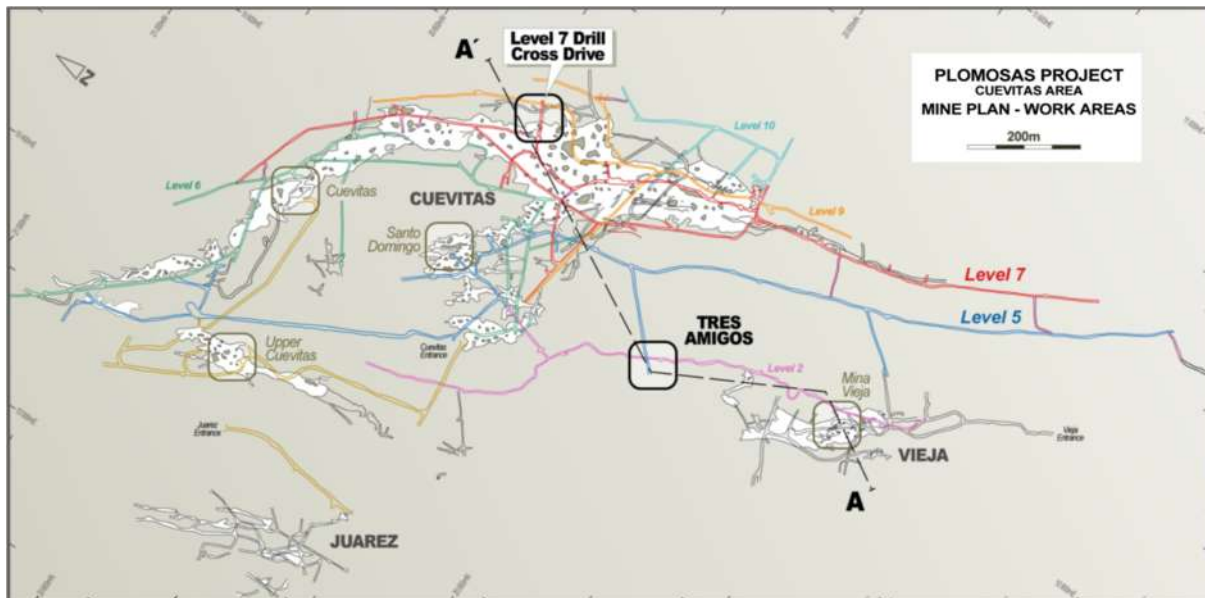 Level 7 Drill
Cross Drive
A´
Z
PLOMOSAS PROJECT
CUEVITAS AREA
MINE PLAN - WORK AREAS
200m
Level 10
Level 6
Cuevitas
CUEVITAS
Santo
Domingo
Level 9
Level 7
Level 5
TRES
AMIGOS
Upper
Cuevitas
Cuevitas
Entrance
Level 2
Mina
Vieja
Juarez
Entrance
Vieja
Entrance
VIEJA
A
JUAREZ